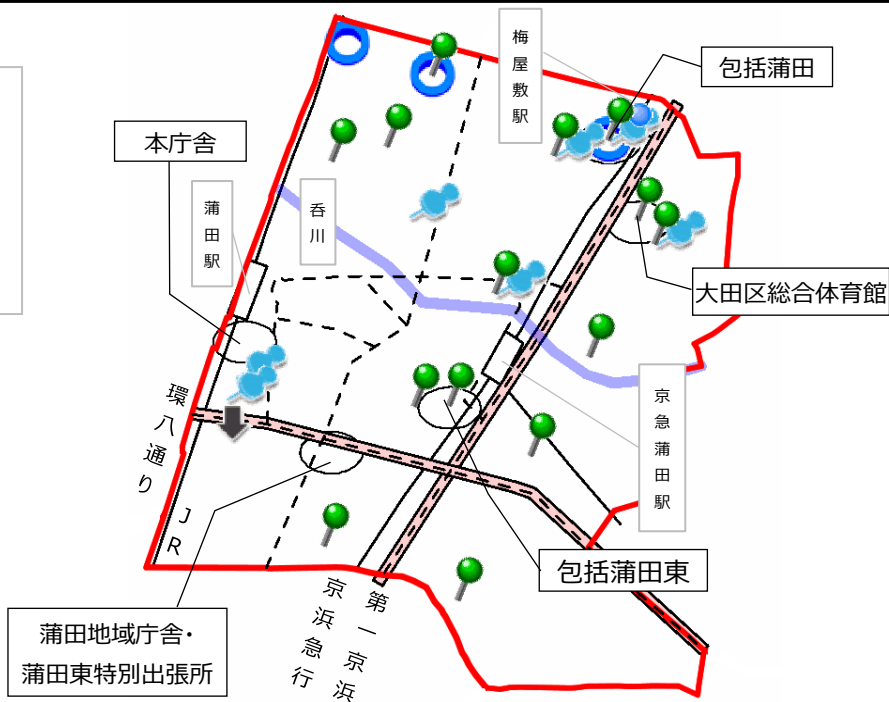 梅屋敷駅
包括蒲田
本庁舎
蒲田駅
呑川
大田区総合体育館
京急蒲田駅
環八通り
JR
包括蒲田東
蒲田地域庁舎・
蒲田東特別出張所
京浜急行
第一京浜